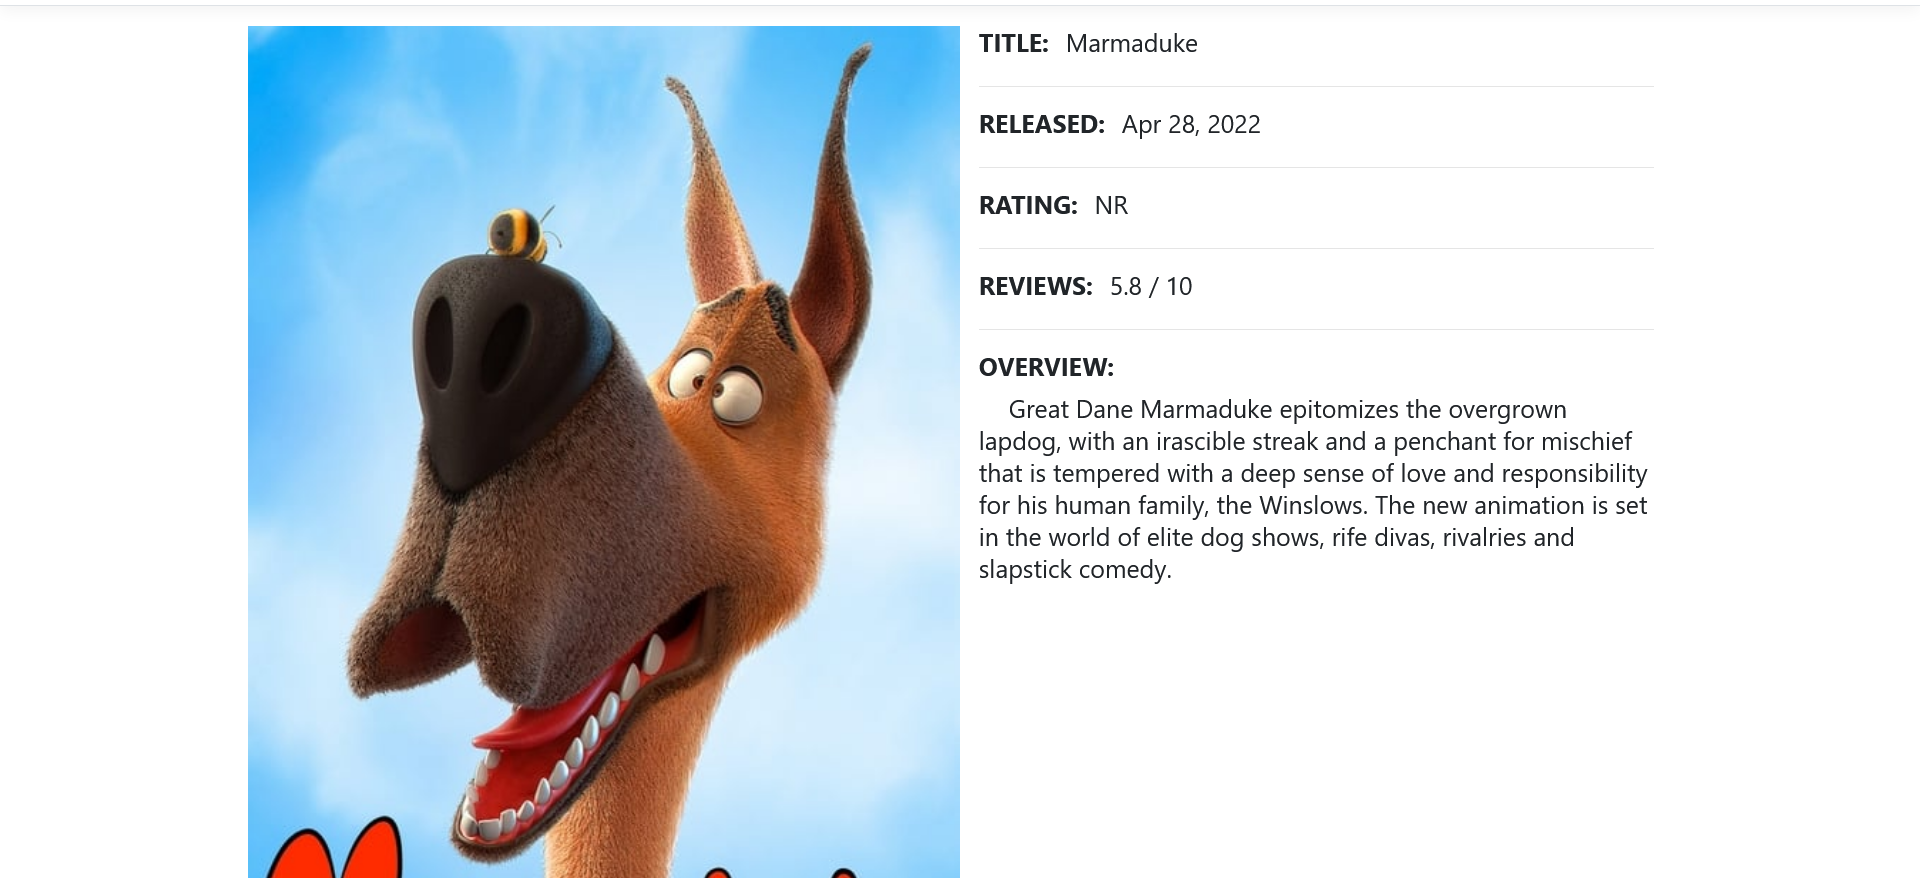 TITLE: Marmaduke
RELEASED: Apr 28, 2022
RATING: NR
REVIEWS: 5.8 / 10
OVERVIEW:
Great Dane Marmaduke epitomizes the overgrown
lapdog, with an irascible streak and a penchant for mischief
that is tempered with a deep sense of love and responsibility
for his human family, the Winslows. The new animation is set
in the world of elite dog shows, rife divas, rivalries and
slapstick comedy.